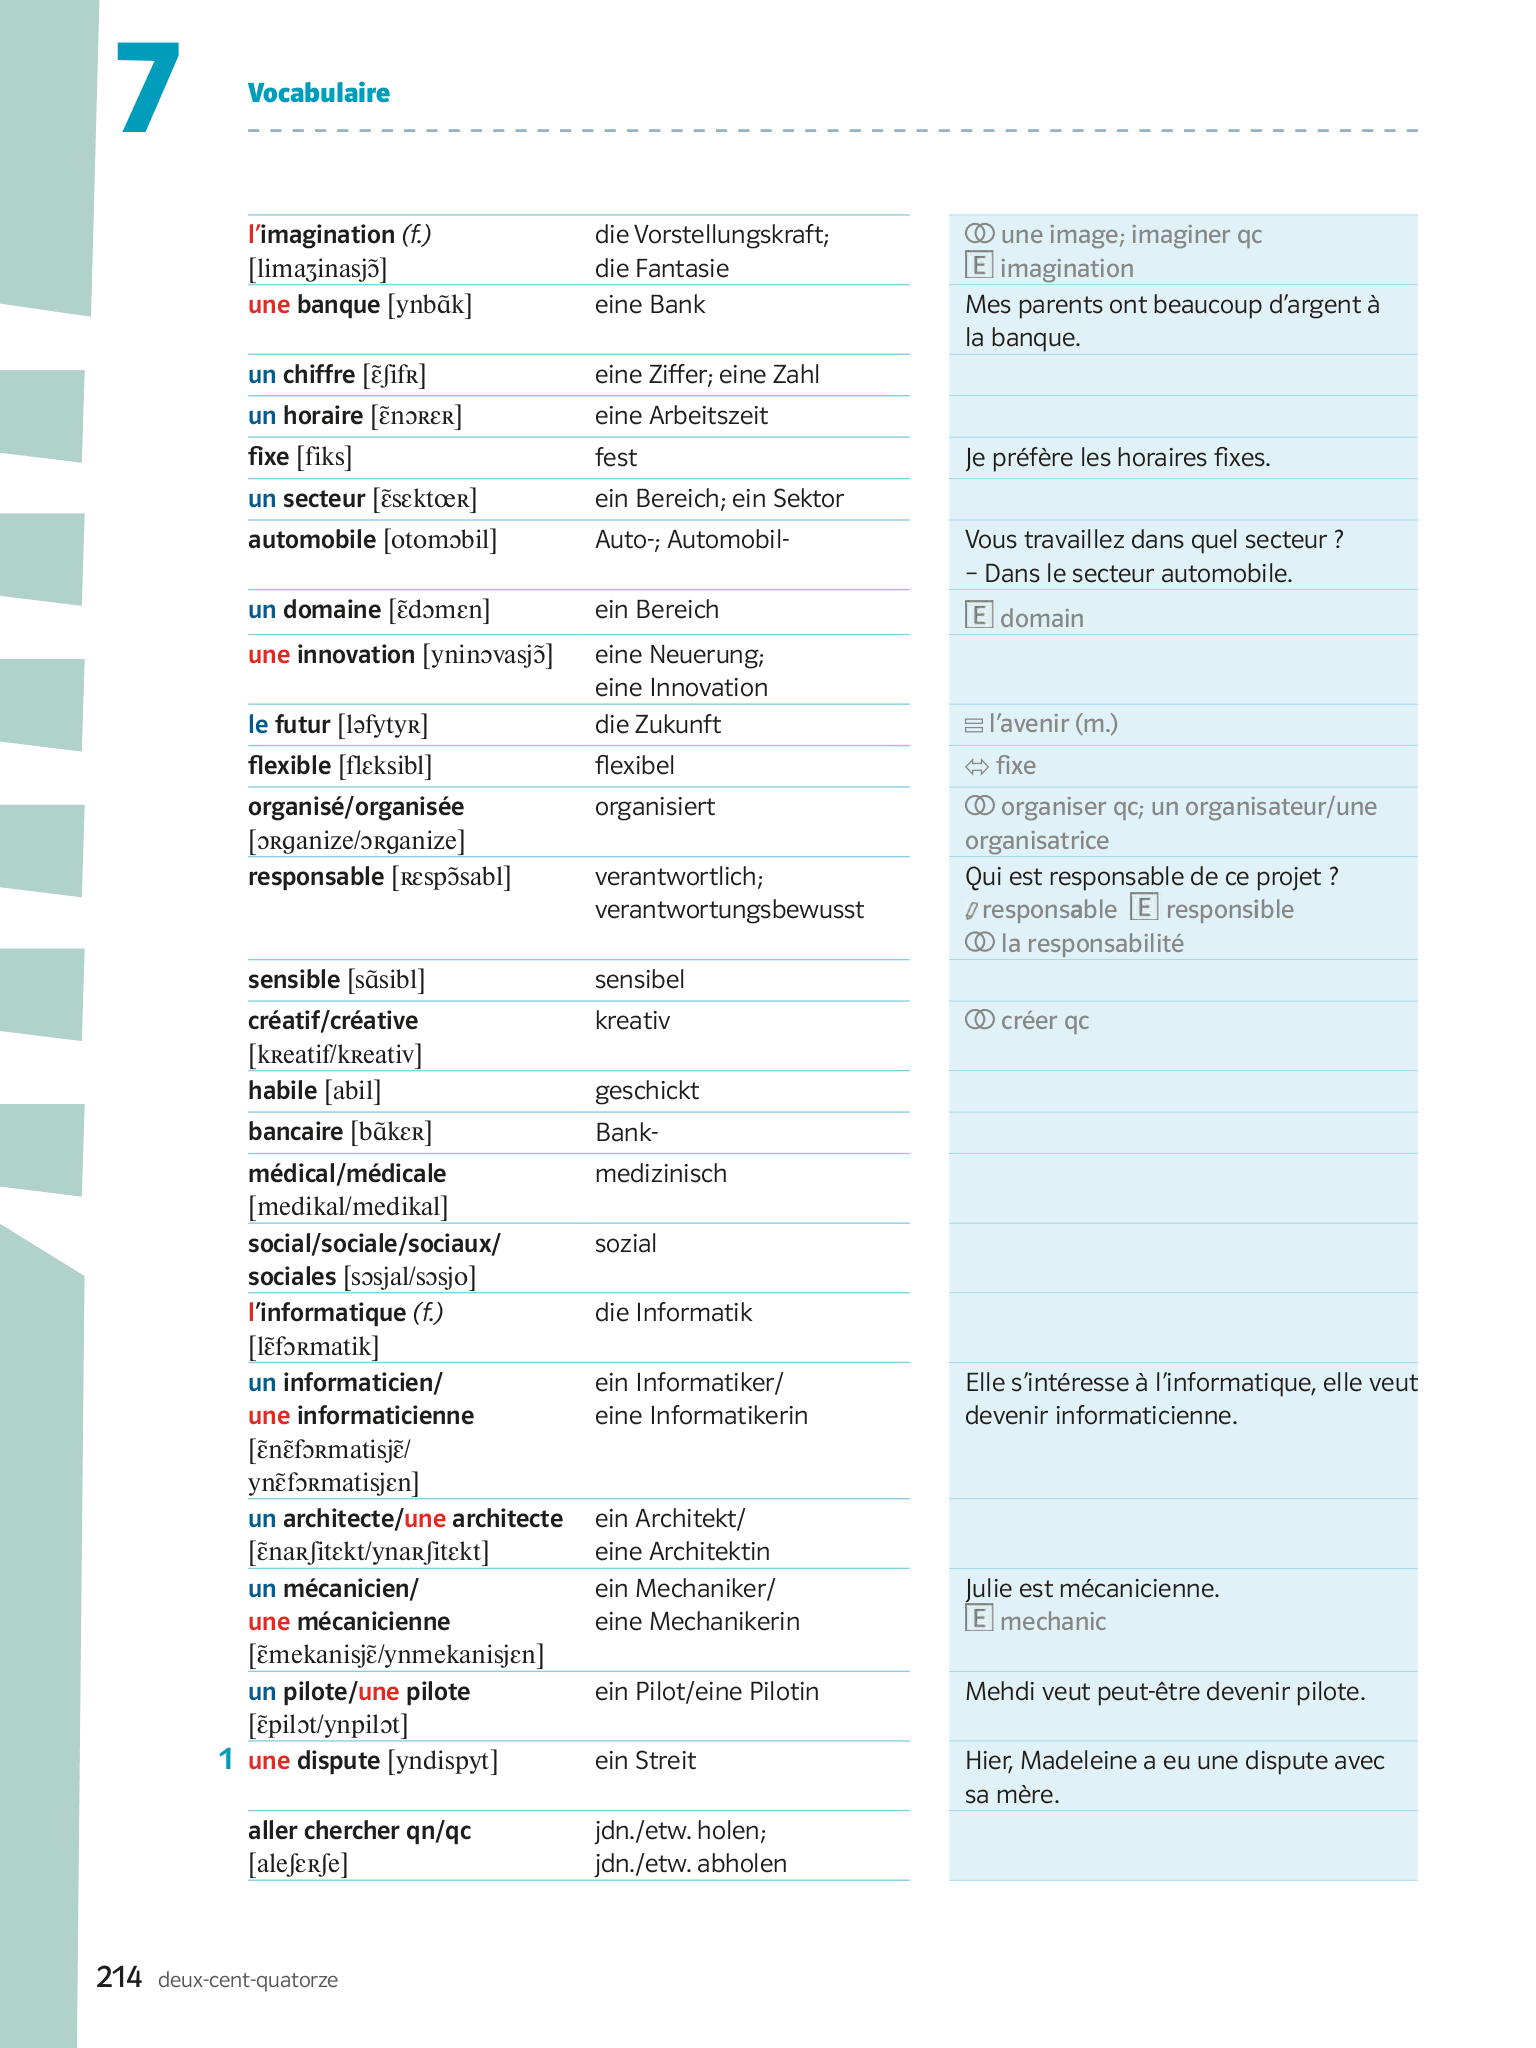 7
Vocabulaire
l'imagination (f.) die Vorstellungskraft; une image; imaginer qc
[limaʒinasjɔ̃] die Fantasie E imagination
une banque [ynbɑ̃k] eine Bank Mes parents ont beaucoup d'argent à
la banque.
un chiffre [ɛ̃ʃifʀ] eine Ziffer; eine Zahl
un horaire [ɛ̃nɔʀɛʀ] eine Arbeitszeit
fixe [fiks] fest Je préfère les horaires fixes.
un secteur [ɛ̃sɛktœʀ] ein Bereich; ein Sektor
automobile [otomɔbil] Auto-; Automobil- Vous travaillez dans quel secteur ?
– Dans le secteur automobile.
un domaine [ɛ̃dɔmɛn] ein Bereich E domain
une innovation [yninɔvasjɔ̃] eine Neuerung;
eine Innovation
le futur [ləfytyʀ] die Zukunft = l'avenir (m.)
flexible [flɛksibl] flexibel ⇔ fixe
organisé/organisée organisiert organiser qc; un organisateur/une
[ɔʀganize/ɔʀganize] organisatrice
responsable [ʀɛspɔ̃sabl] verantwortlich; Qui est responsable de ce projet ?
verantwortungsbewusst responsable E responsible
la responsabilité
sensible [sɑ̃sibl] sensibel
créatif/créative kreativ créer qc
[kʀeatif/kʀeativ]
habile [abil] geschickt
bancaire [bɑ̃kɛʀ] Bank-
médical/médicale medizinisch
[medikal/medikal]
social/sociale/sociaux/ sozial
sociales [sɔsjal/sɔsjo]
l'informatique (f.) die Informatik
[lɛ̃fɔʀmatik]
un informaticien/ ein Informatiker/ Elle s'intéresse à l'informatique, elle veut
une informaticienne eine Informatikerin devenir informaticienne.
[ɛ̃nɛ̃fɔʀmatisjɛ̃/
ynɛ̃fɔʀmatisjɛn]
un architecte/une architecte ein Architekt/
[ɛ̃naʀʃitɛkt/ynaʀʃitɛkt] eine Architektin
un mécanicien/ ein Mechaniker/ Julie est mécanicienne.
une mécanicienne eine Mechanikerin E mechanic
[ɛ̃mekanisjɛ̃/ynmekanisjɛn]
un pilote/une pilote ein Pilot/eine Pilotin Mehdi veut peut-être devenir pilote.
[ɛ̃pilɔt/ynpilɔt]
1 une dispute [yndispyt] ein Streit Hier, Madeleine a eu une dispute avec
sa mère.
aller chercher qn/qc jdn./etw. holen;
[aleʃɛʀʃe] jdn./etw. abholen
214 deux-cent-quatorze